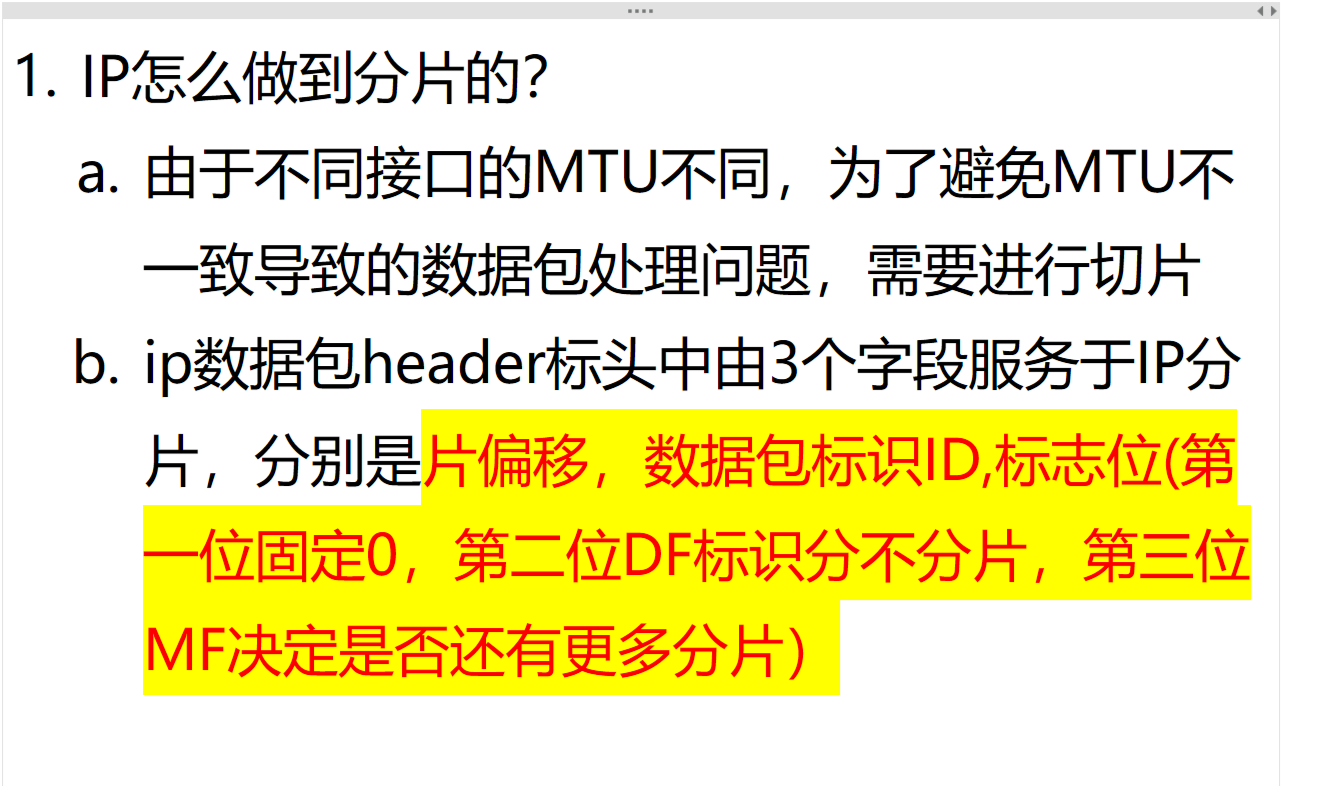 1. IP怎么做到分片的？
a. 由于不同接口的MTU不同，为了避免MTU不
一致导致的数据包处理问题，需要进行切片
b. ip数据包header标头中由3个字段服务于IP分
片，分别是片偏移，数据包标识ID,标志位(第
一位固定0，第二位DF标识分不分片，第三位
MF决定是否还有更多分片）